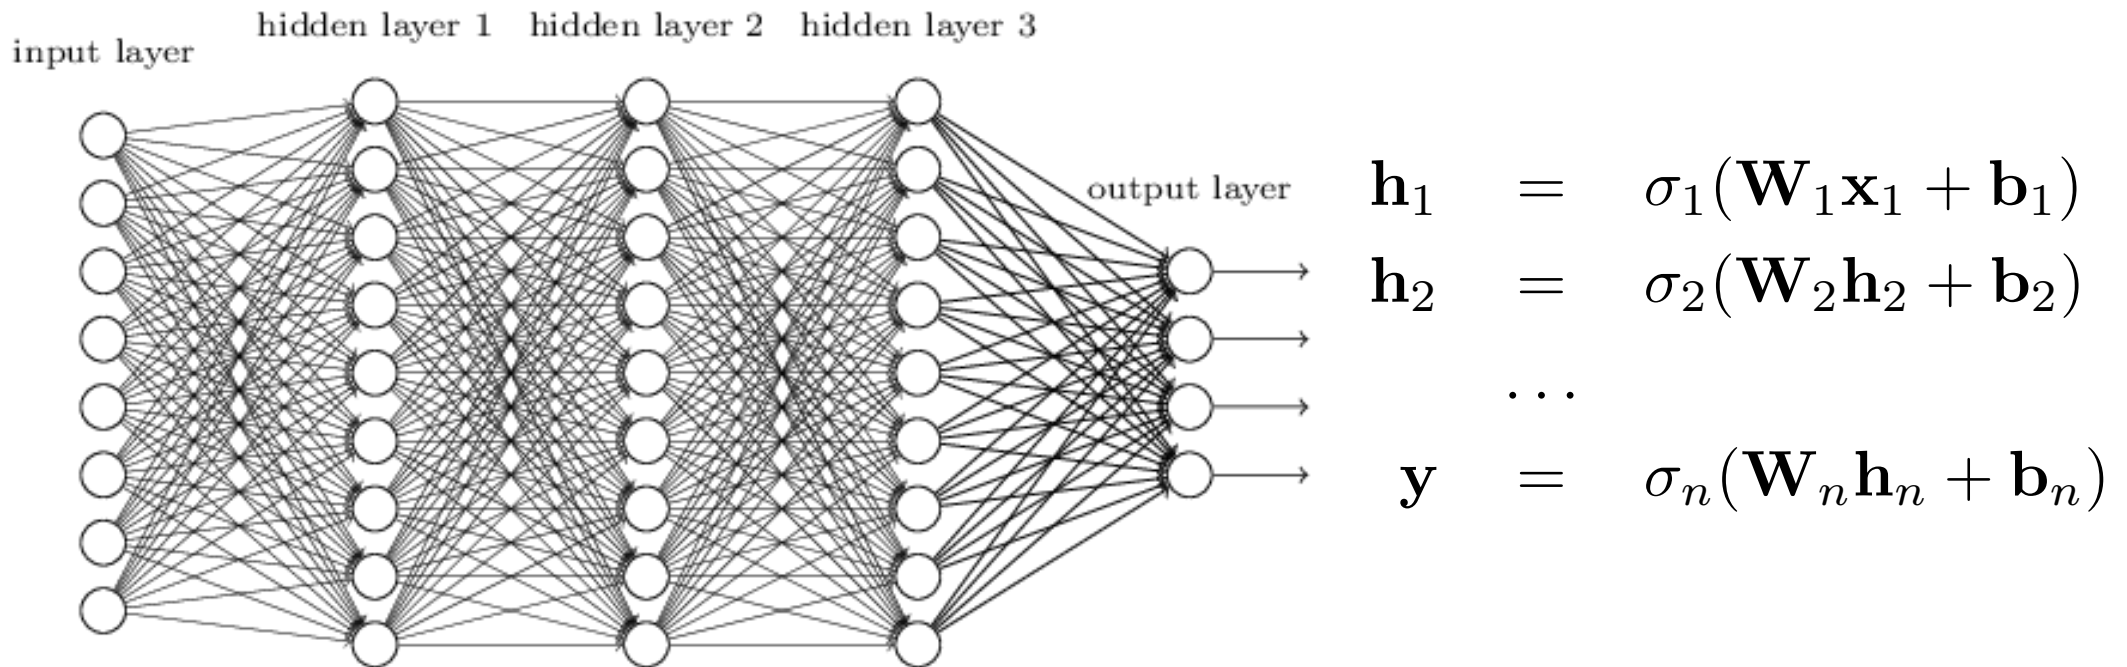 hidden layer 1 hidden layer 2 hidden layer 3
input layer
output layer
h₁ = σ₁(W₁x₁ + b₁)
h₂ = σ₂(W₂h₂ + b₂)
...
y = σₙ(Wₙhₙ + bₙ)